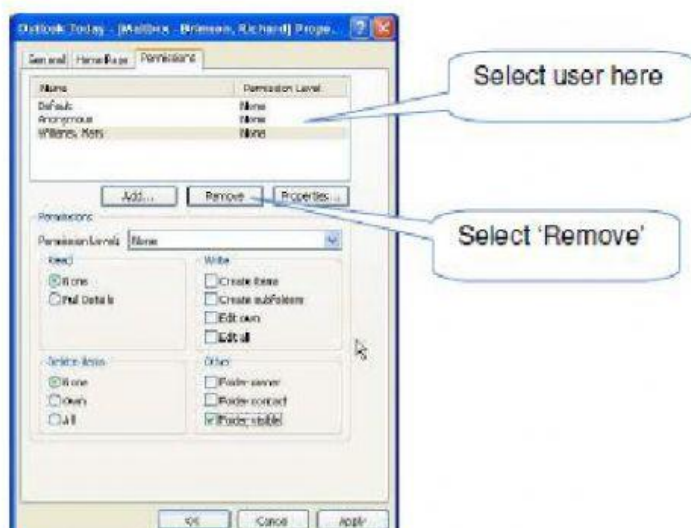 Outlook Today - [Mailbox - Brimson, Richard] Prope... 
General Home Page Permissions
Name Permission Level
Default None
Anonymous None
None
Add... Remove Properties...
Permissions
Permission Level: None
Read Write
None Create items
Full Details Create subfolders
Edit own
Edit all
Delete items Other
None Folder owner
Own Folder contact
All Folder visible
OK Cancel Apply
Select user here
Select 'Remove'